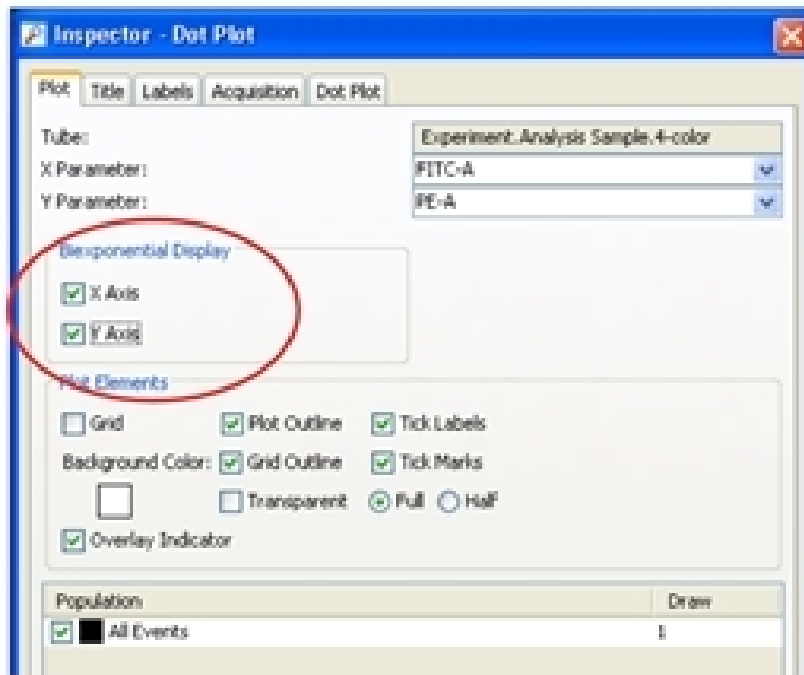 Inspector - Dot Plot
Plot Title Labels Acquisition Dot Plot
Tube: Experiment.Analysis Sample.4-color
X Parameter: FITC-A
Y Parameter: PE-A
Biexponential Display
X Axis
Y Axis
Plot Elements
Grid Plot Outline Tick Labels
Background Color: Grid Outline Tick Marks
Transparent Full Half
Overlay Indicator
Population Draw
All Events 1